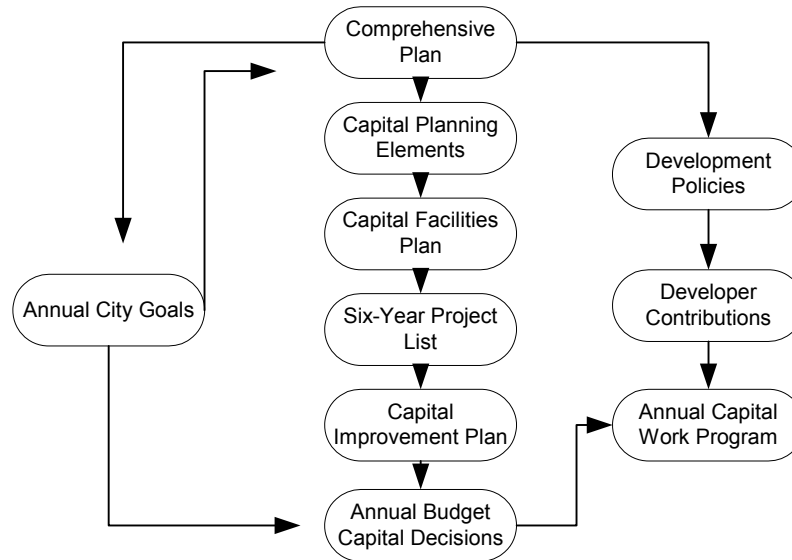 Comprehensive
Plan
Capital Planning
Elements
Development
Policies
Capital Facilities
Plan
Annual City Goals
Six-Year Project
List
Developer
Contributions
Capital
Improvement Plan
Annual Capital
Work Program
Annual Budget
Capital Decisions